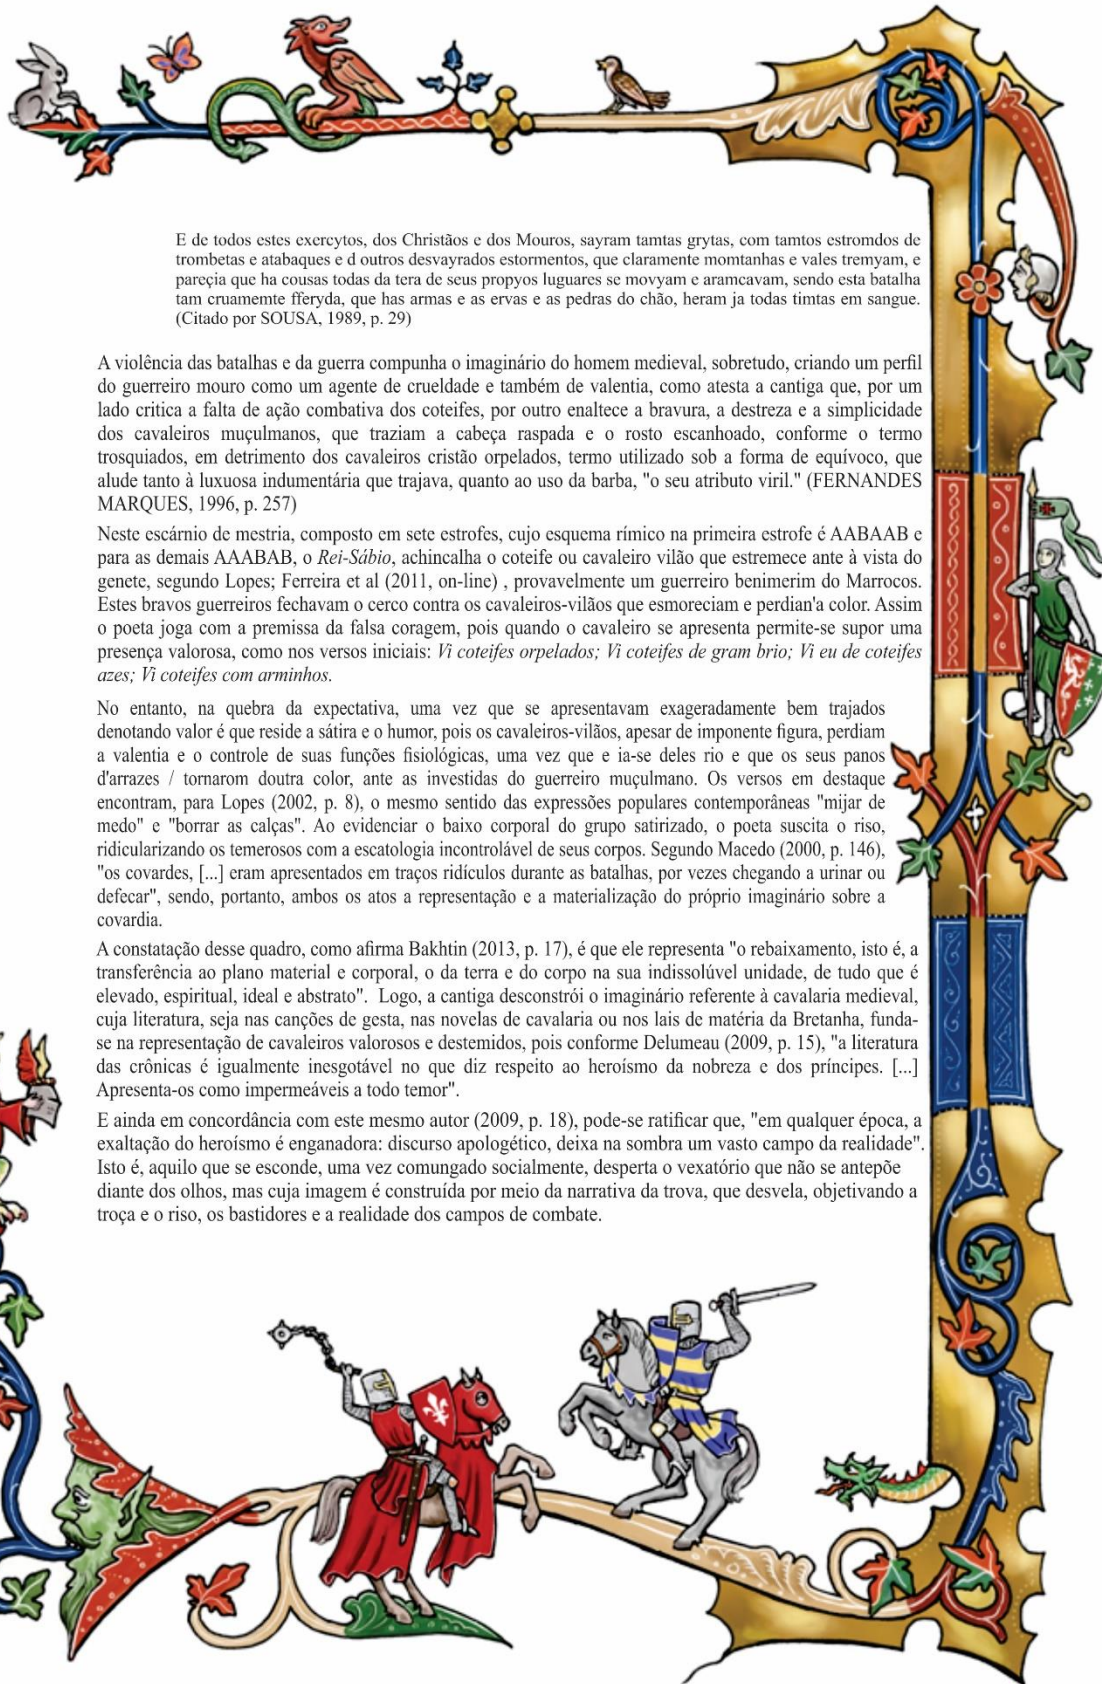 E de todos estes exercytos, dos Christãos e dos Mouros, sayram tamtas grytas, com tamtos estromdos de
trombetas e atabaques e d outros desvayrados estormentos, que claramente momtanhas e vales tremyam, e
pareçia que ha cousas todas da tera de seus propyos luguares se movyam e aramcavam, sendo esta batalha
tam cruamemte fferyda, que has armas e as ervas e as pedras do chão, heram ja todas timtas em sangue.
(Citado por SOUSA, 1989, p. 29)
A violência das batalhas e da guerra compunha o imaginário do homem medieval, sobretudo, criando um perfil
do guerreiro mouro como um agente de crueldade e também de valentia, como atesta a cantiga que, por um
lado critica a falta de ação combativa dos coteifes, por outro enaltece a bravura, a destreza e a simplicidade
dos cavaleiros muçulmanos, que traziam a cabeça raspada e o rosto escanhoado, conforme o termo
trosquiados, em detrimento dos cavaleiros cristão orpelados, termo utilizado sob a forma de equívoco, que
alude tanto à luxuosa indumentária que trajava, quanto ao uso da barba, "o seu atributo viril." (FERNANDES
MARQUES, 1996, p. 257)
Neste escárnio de mestria, composto em sete estrofes, cujo esquema rímico na primeira estrofe é AABAAB e
para as demais AAABAB, o Rei-Sábio, achincalha o coteife ou cavaleiro vilão que estremece ante à vista do
genete, segundo Lopes; Ferreira et al (2011, on-line) , provavelmente um guerreiro benimerim do Marrocos.
Estes bravos guerreiros fechavam o cerco contra os cavaleiros-vilãos que esmoreciam e perdian'a color. Assim
o poeta joga com a premissa da falsa coragem, pois quando o cavaleiro se apresenta permite-se supor uma
presença valorosa, como nos versos iniciais: Vi coteifes orpelados; Vi coteifes de gram brio; Vi eu de coteifes
azes; Vi coteifes com arminhos.
No entanto, na quebra da expectativa, uma vez que se apresentavam exageradamente bem trajados
denotando valor é que reside a sátira e o humor, pois os cavaleiros-vilãos, apesar de imponente figura, perdiam
a valentia e o controle de suas funções fisiológicas, uma vez que e ia-se deles rio e que os seus panos
d'arrazes / tornarom doutra color, ante as investidas do guerreiro muçulmano. Os versos em destaque
encontram, para Lopes (2002, p. 8), o mesmo sentido das expressões populares contemporâneas "mijar de
medo" e "borrar as calças". Ao evidenciar o baixo corporal do grupo satirizado, o poeta suscita o riso,
ridicularizando os temerosos com a escatologia incontrolável de seus corpos. Segundo Macedo (2000, p. 146),
"os covardes, [...] eram apresentados em traços ridículos durante as batalhas, por vezes chegando a urinar ou
defecar", sendo, portanto, ambos os atos a representação e a materialização do próprio imaginário sobre a
covardia.
A constatação desse quadro, como afirma Bakhtin (2013, p. 17), é que ele representa "o rebaixamento, isto é, a
transferência ao plano material e corporal, o da terra e do corpo na sua indissolúvel unidade, de tudo que é
elevado, espiritual, ideal e abstrato". Logo, a cantiga desconstrói o imaginário referente à cavalaria medieval,
cuja literatura, seja nas canções de gesta, nas novelas de cavalaria ou nos lais de matéria da Bretanha, funda-
se na representação de cavaleiros valorosos e destemidos, pois conforme Delumeau (2009, p. 15), "a literatura
das crônicas é igualmente inesgotável no que diz respeito ao heroísmo da nobreza e dos príncipes. [...]
Apresenta-os como impermeáveis a todo temor".
E ainda em concordância com este mesmo autor (2009, p. 18), pode-se ratificar que, "em qualquer época, a
exaltação do heroísmo é enganadora: discurso apologético, deixa na sombra um vasto campo da realidade".
Isto é, aquilo que se esconde, uma vez comungado socialmente, desperta o vexatório que não se antepõe
diante dos olhos, mas cuja imagem é construída por meio da narrativa da trova, que desvela, objetivando a
troça e o riso, os bastidores e a realidade dos campos de combate.